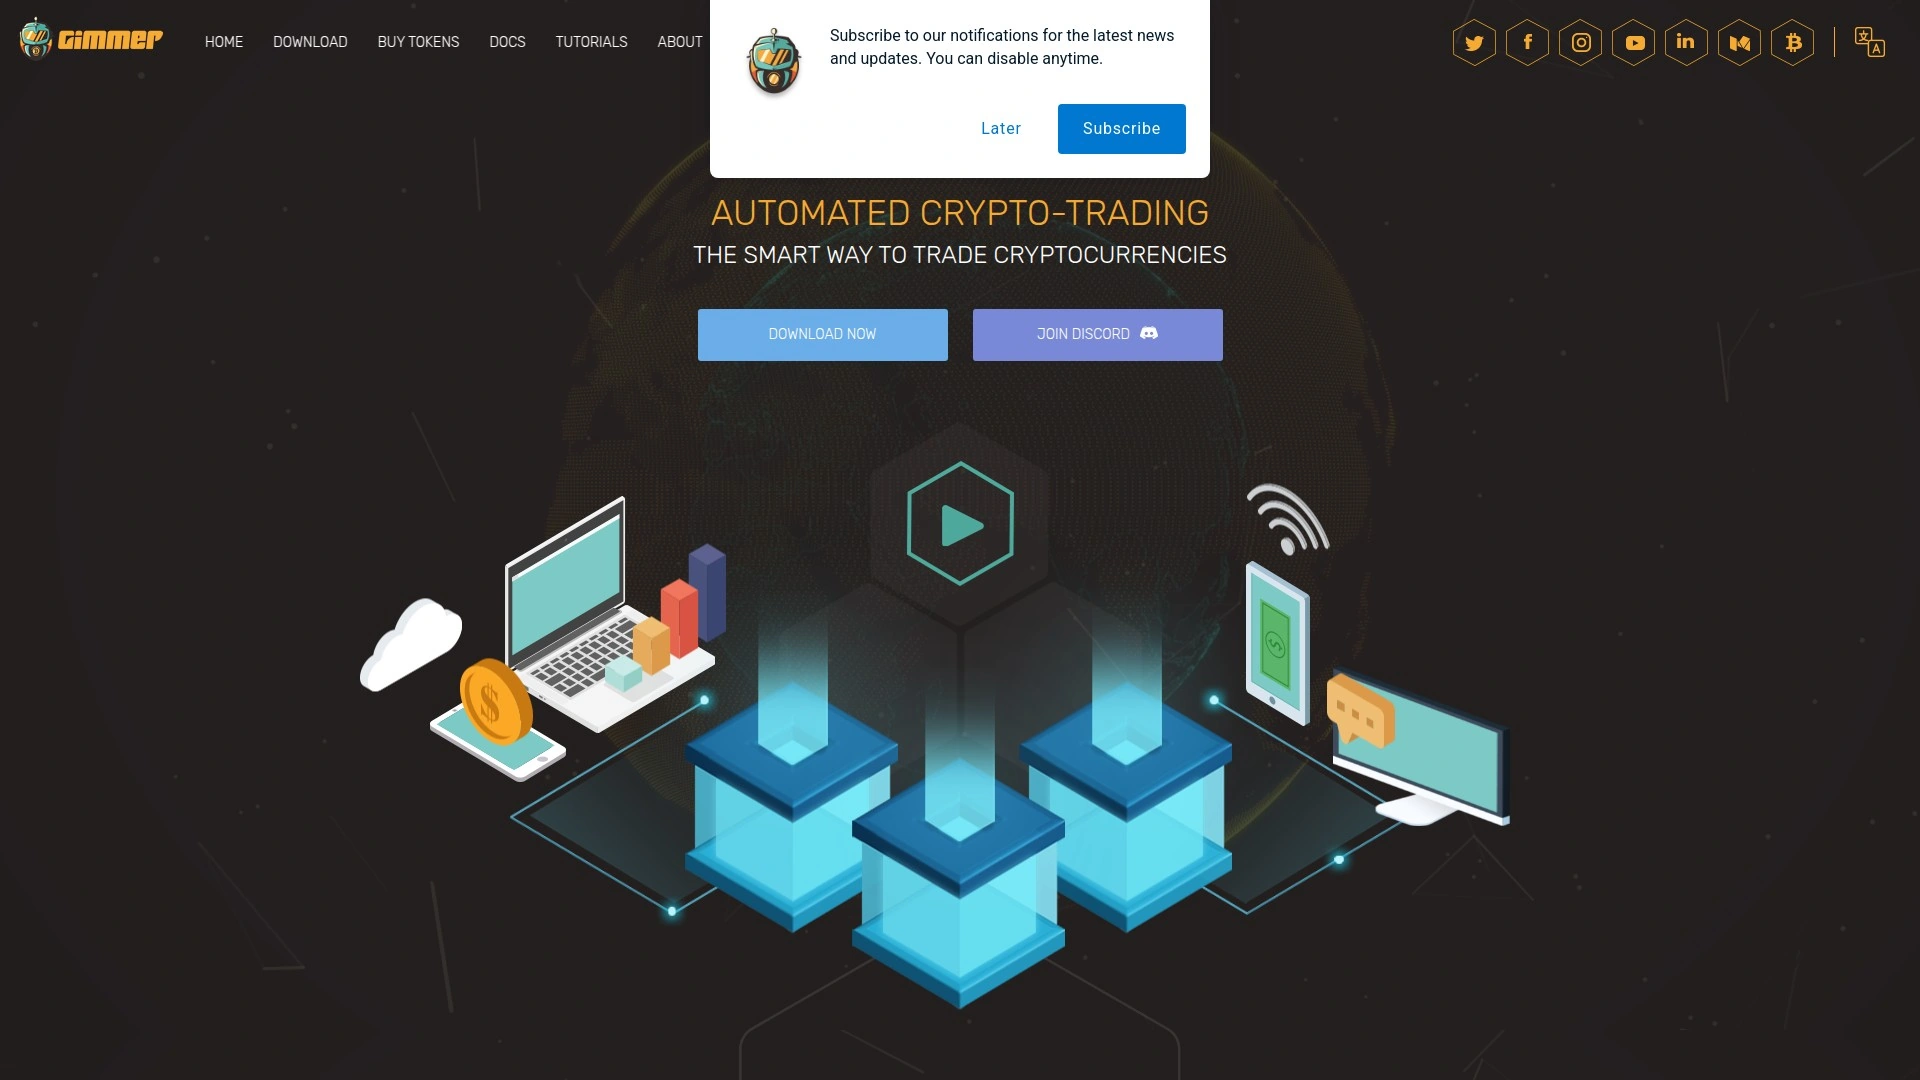 Gimmer
HOME
DOWNLOAD
BUY TOKENS
DOCS
TUTORIALS
ABOUT
Subscribe to our notifications for the latest news
and updates. You can disable anytime.
Later
Subscribe
AUTOMATED CRYPTO-TRADING
THE SMART WAY TO TRADE CRYPTOCURRENCIES
DOWNLOAD NOW
JOIN DISCORD